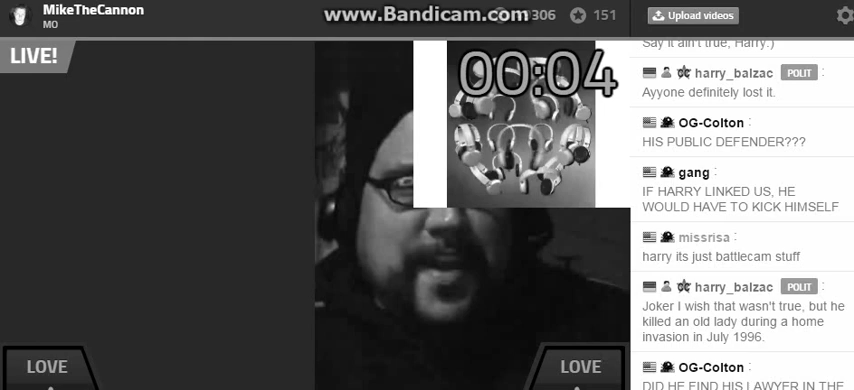 MikeTheCannon
MO
www.Bandicam.com
306
151
Upload videos
LIVE!
00:04
Say it ain't true, Harry.)
harry_balzac POLIT :
Ayyone definitely lost it.
OG-Colton :
HIS PUBLIC DEFENDER???
gang :
IF HARRY LINKED US, HE
WOULD HAVE TO KICK HIMSELF
missrisa :
harry its just battlecam stuff
harry_balzac POLIT :
Joker I wish that wasn't true, but he
killed an old lady during a home
invasion in July 1996.
OG-Colton :
DID HE FIND HIS LAWYER IN THE
LOVE
LOVE